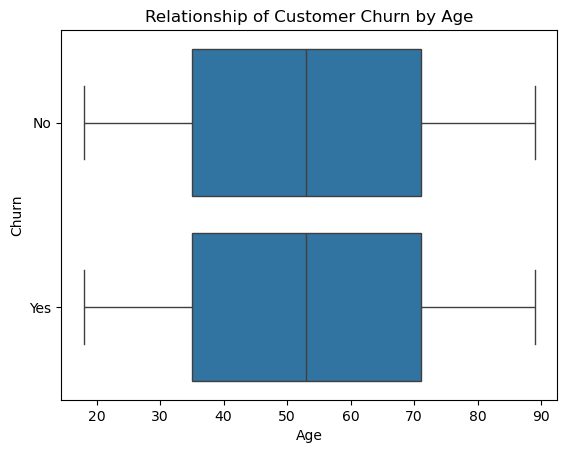 Relationship of Customer Churn by Age
No
Churn
Yes
20 30 40 50 60 70 80 90
Age